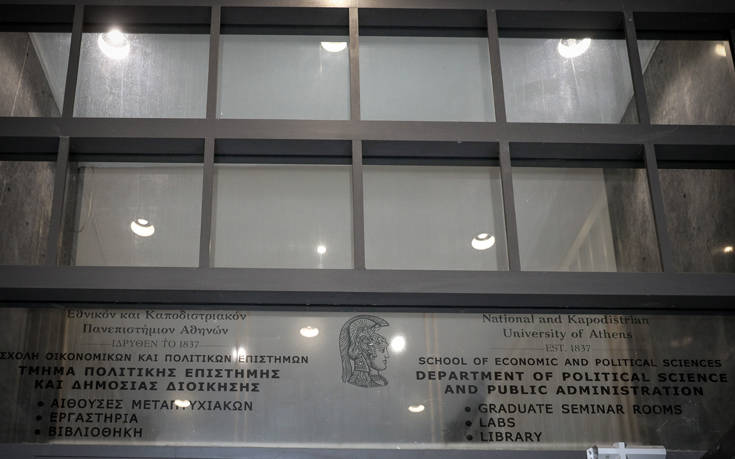 Εθνικόν και Καποδιστριακόν
Πανεπιστήμιον Αθηνών
ΙΔΡΥΘΕΝ ΤΟ 1837
ΣΧΟΛΗ ΟΙΚΟΝΟΜΙΚΩΝ ΚΑΙ ΠΟΛΙΤΙΚΩΝ ΕΠΙΣΤΗΜΩΝ
ΤΜΗΜΑ ΠΟΛΙΤΙΚΗΣ ΕΠΙΣΤΗΜΗΣ
ΚΑΙ ΔΗΜΟΣΙΑΣ ΔΙΟΙΚΗΣΗΣ
• ΑΙΘΟΥΣΕΣ ΜΕΤΑΠΤΥΧΙΑΚΩΝ
• ΕΡΓΑΣΤΗΡΙΑ
• ΒΙΒΛΙΟΘΗΚΗ
National and Kapodistrian
University of Athens
EST. 1837
SCHOOL OF ECONOMIC AND POLITICAL SCIENCES
DEPARTMENT OF POLITICAL SCIENCE
AND PUBLIC ADMINISTRATION
• GRADUATE SEMINAR ROOMS
• LABS
• LIBRARY